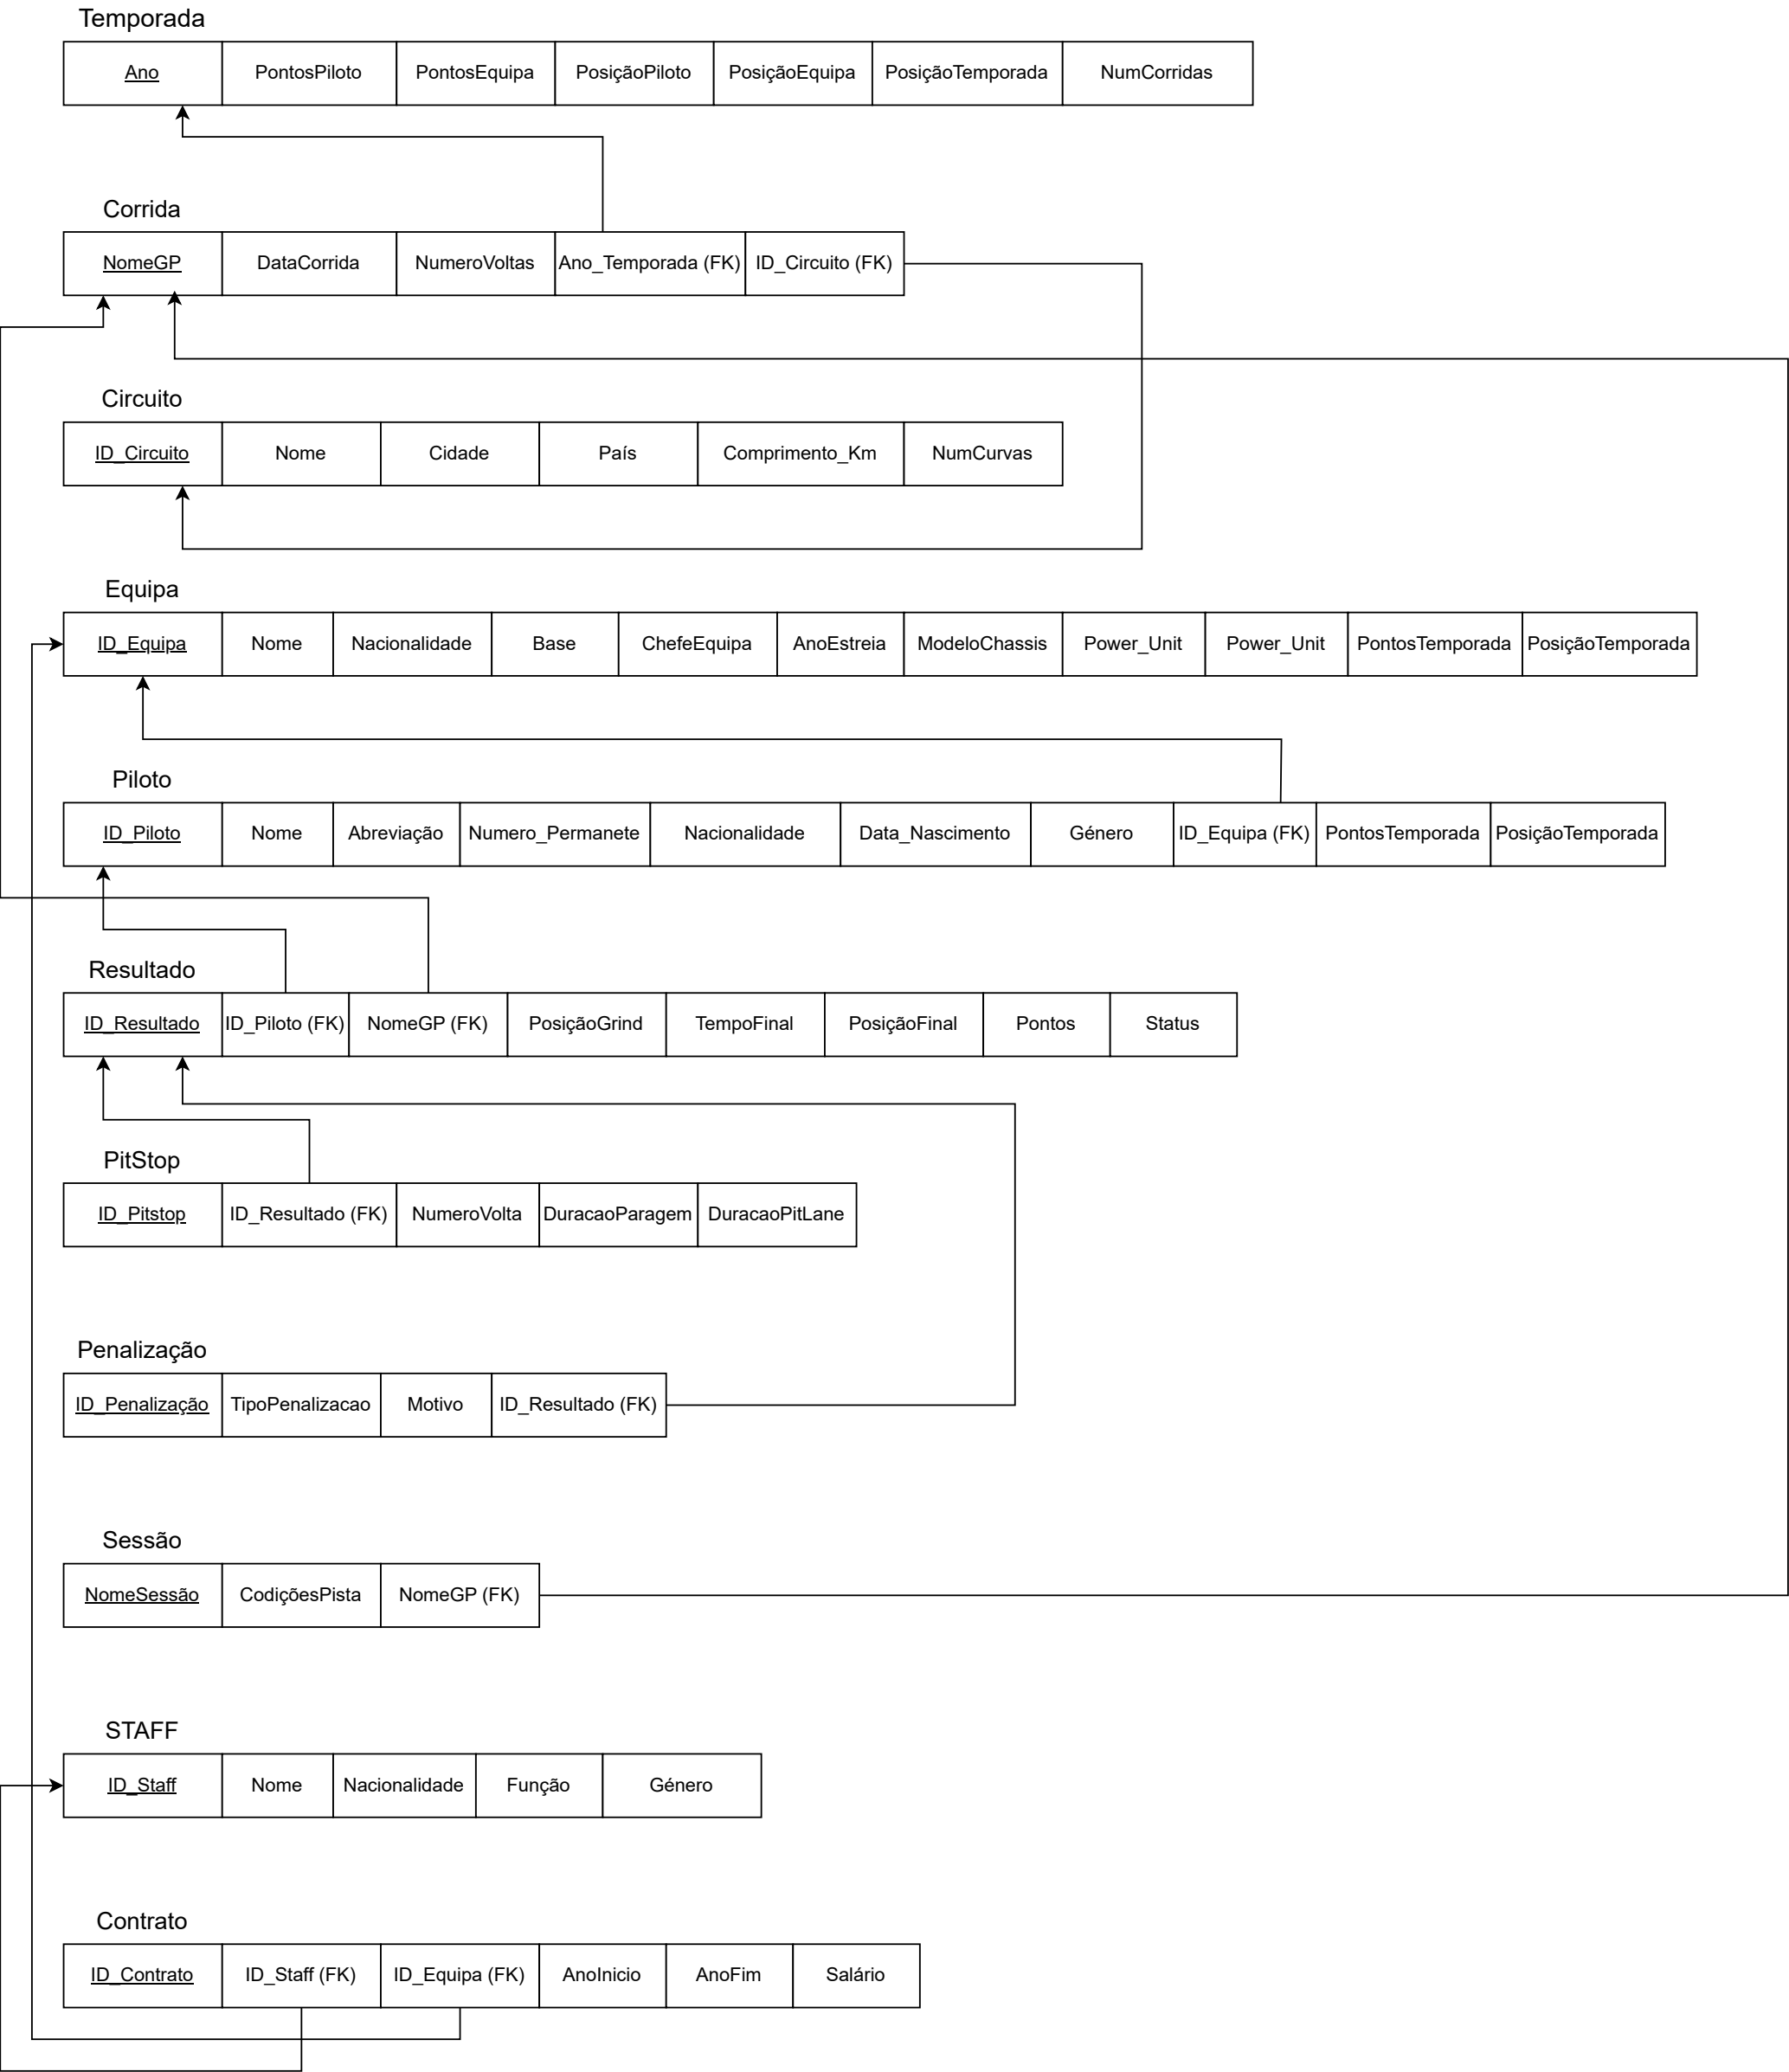 Temporada
Ano PontosPiloto PontosEquipa PosiçãoPiloto PosiçãoEquipa PosiçãoTemporada NumCorridas
Corrida
NomeGP DataCorrida NumeroVoltas Ano_Temporada (FK) ID_Circuito (FK)
Circuito
ID_Circuito Nome Cidade País Comprimento_Km NumCurvas
Equipa
ID_Equipa Nome Nacionalidade Base ChefeEquipa AnoEstreia ModeloChassis Power_Unit Power_Unit PontosTemporada PosiçãoTemporada
Piloto
ID_Piloto Nome Abreviação Numero_Permanete Nacionalidade Data_Nascimento Género ID_Equipa (FK) PontosTemporada PosiçãoTemporada
Resultado
ID_Resultado ID_Piloto (FK) NomeGP (FK) PosiçãoGrind TempoFinal PosiçãoFinal Pontos Status
PitStop
ID_Pitstop ID_Resultado (FK) NumeroVolta DuracaoParagem DuracaoPitLane
Penalização
ID_Penalização TipoPenalizacao Motivo ID_Resultado (FK)
Sessão
NomeSessão CodiçõesPista NomeGP (FK)
STAFF
ID_Staff Nome Nacionalidade Função Género
Contrato
ID_Contrato ID_Staff (FK) ID_Equipa (FK) AnoInicio AnoFim Salário